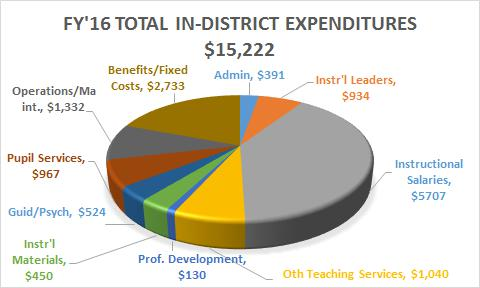 FY'16 TOTAL IN-DISTRICT EXPENDITURES
$15,222
Benefits/Fixed
Costs, $2,733
Admin, $391
Instr'l Leaders,
$934
Operations/Ma
int., $1,332
Pupil Services,
$967
Instructional
Salaries,
$5707
Guid/Psych, $524
Instr'l
Materials,
$450
Prof. Development,
$130
Oth Teaching Services, $1,040